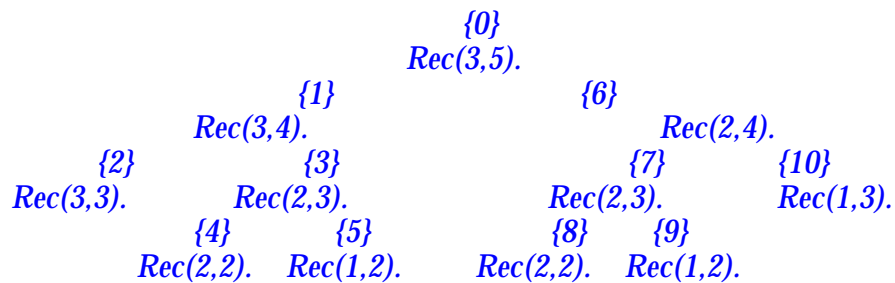 {0}
Rec(3,5).
{1} {6}
Rec(3,4). Rec(2,4).
{2} {3} {7} {10}
Rec(3,3). Rec(2,3). Rec(2,3). Rec(1,3).
{4} {5} {8} {9}
Rec(2,2). Rec(1,2). Rec(2,2). Rec(1,2).